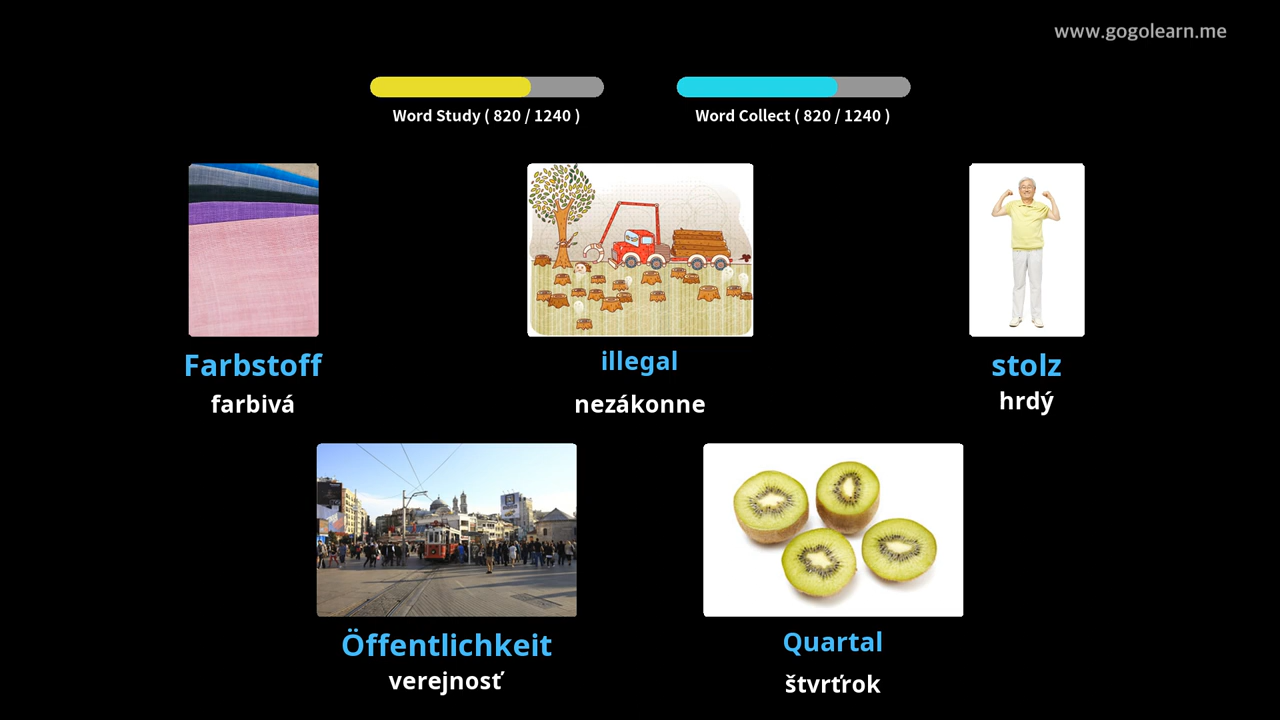 www.gogolearn.me
Word Study ( 820 / 1240 )
Word Collect ( 820 / 1240 )
Farbstoff
farbivá
illegal
nezákonne
stolz
hrdý
Öffentlichkeit
verejnosť
Quartal
štvrťrok